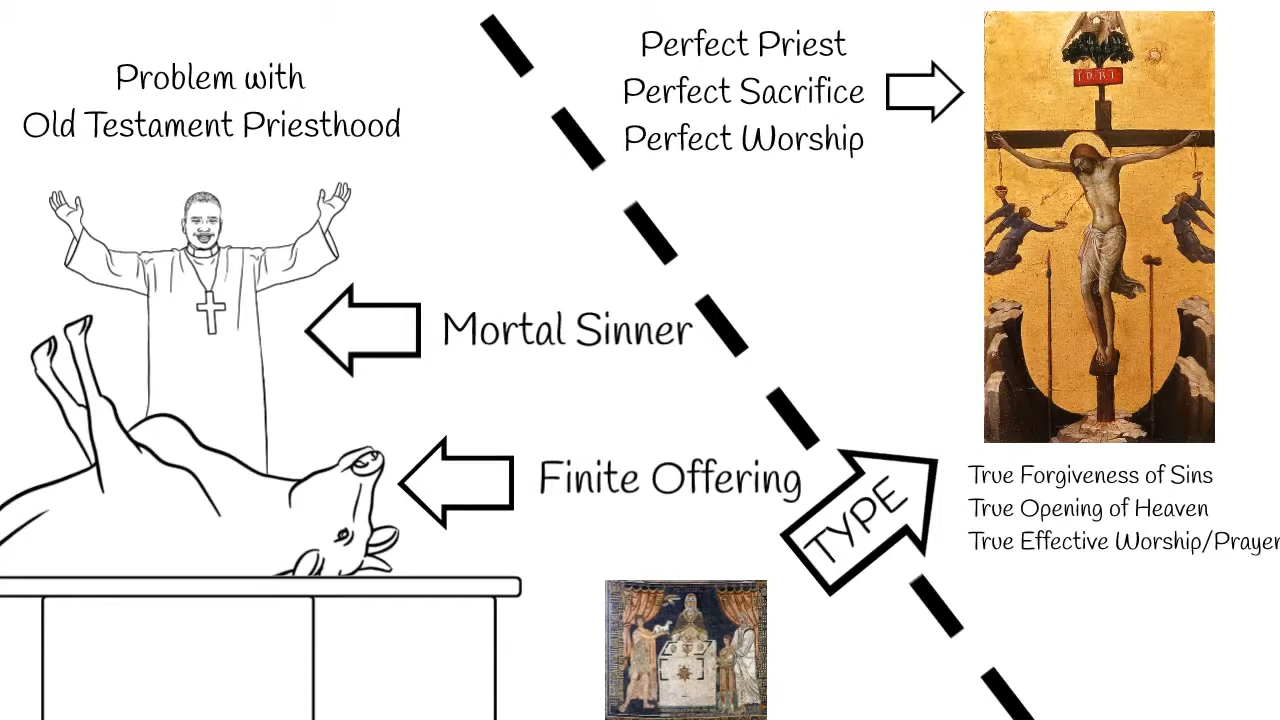 Problem with
Old Testament Priesthood
Mortal Sinner
Finite Offering
TYPE
Perfect Priest
Perfect Sacrifice
Perfect Worship
True Forgiveness of Sins
True Opening of Heaven
True Effective Worship/Prayer